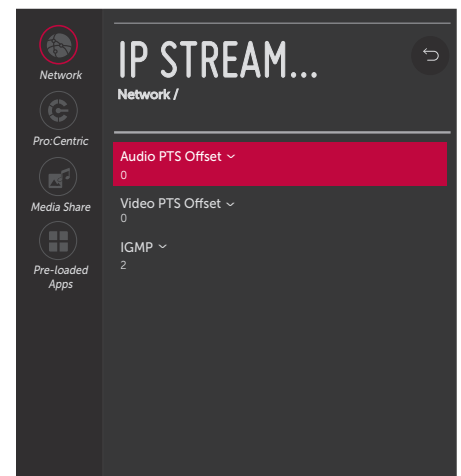 Network
Pro:Centric
Media Share
Pre-loaded
Apps
IP STREAM...
Network /
Audio PTS Offset
0
Video PTS Offset
0
IGMP
2